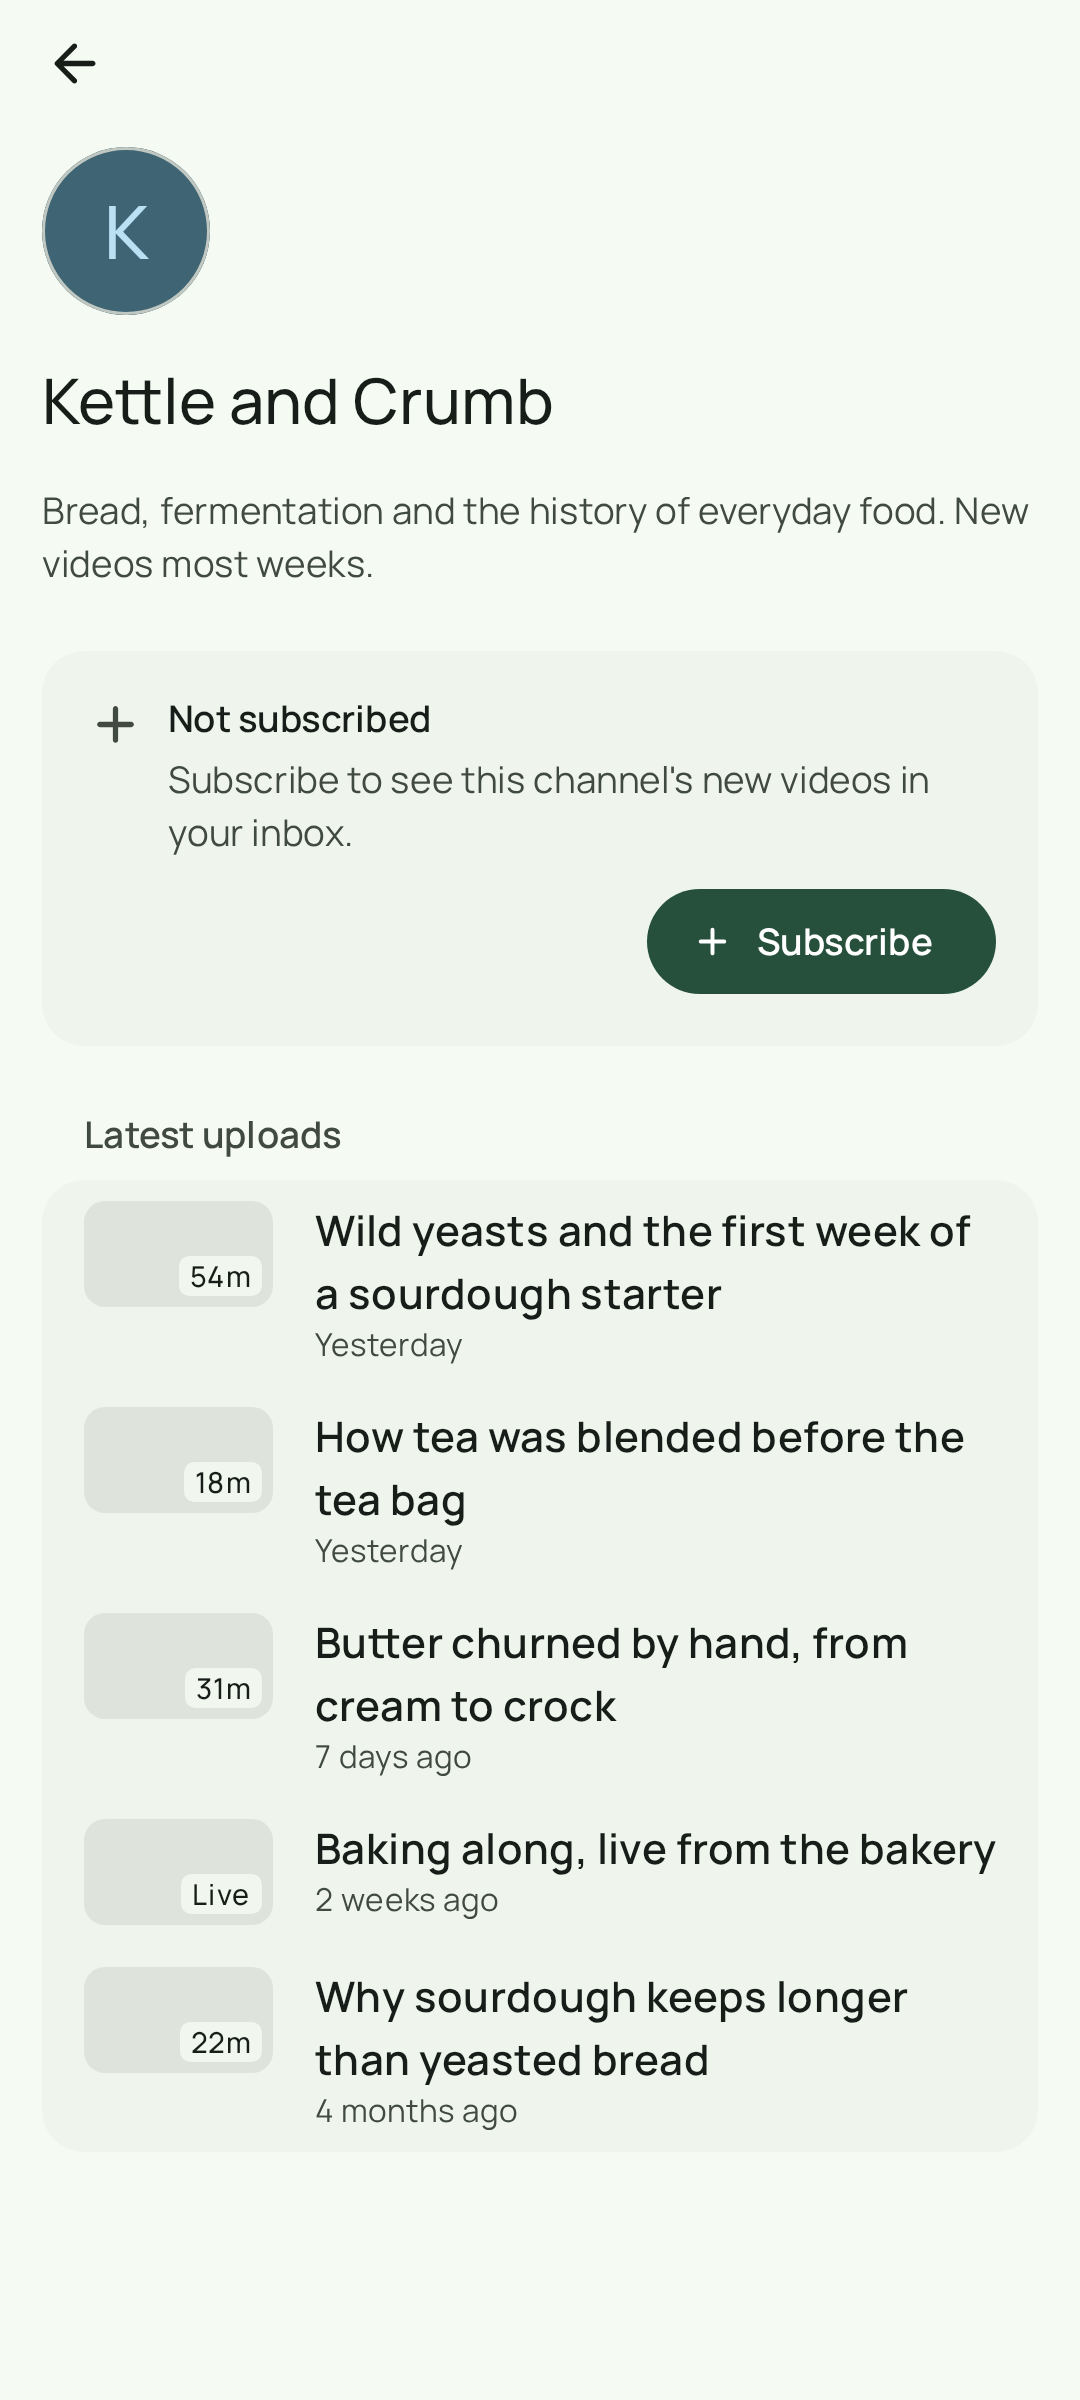 K
Kettle and Crumb
Bread, fermentation and the history of everyday food. New
videos most weeks.
Not subscribed
Subscribe to see this channel's new videos in
your inbox.
Subscribe
Latest uploads
54m
Wild yeasts and the first week of
a sourdough starter
Yesterday
18m
How tea was blended before the
tea bag
Yesterday
31m
Butter churned by hand, from
cream to crock
7 days ago
Live
Baking along, live from the bakery
2 weeks ago
22m
Why sourdough keeps longer
than yeasted bread
4 months ago